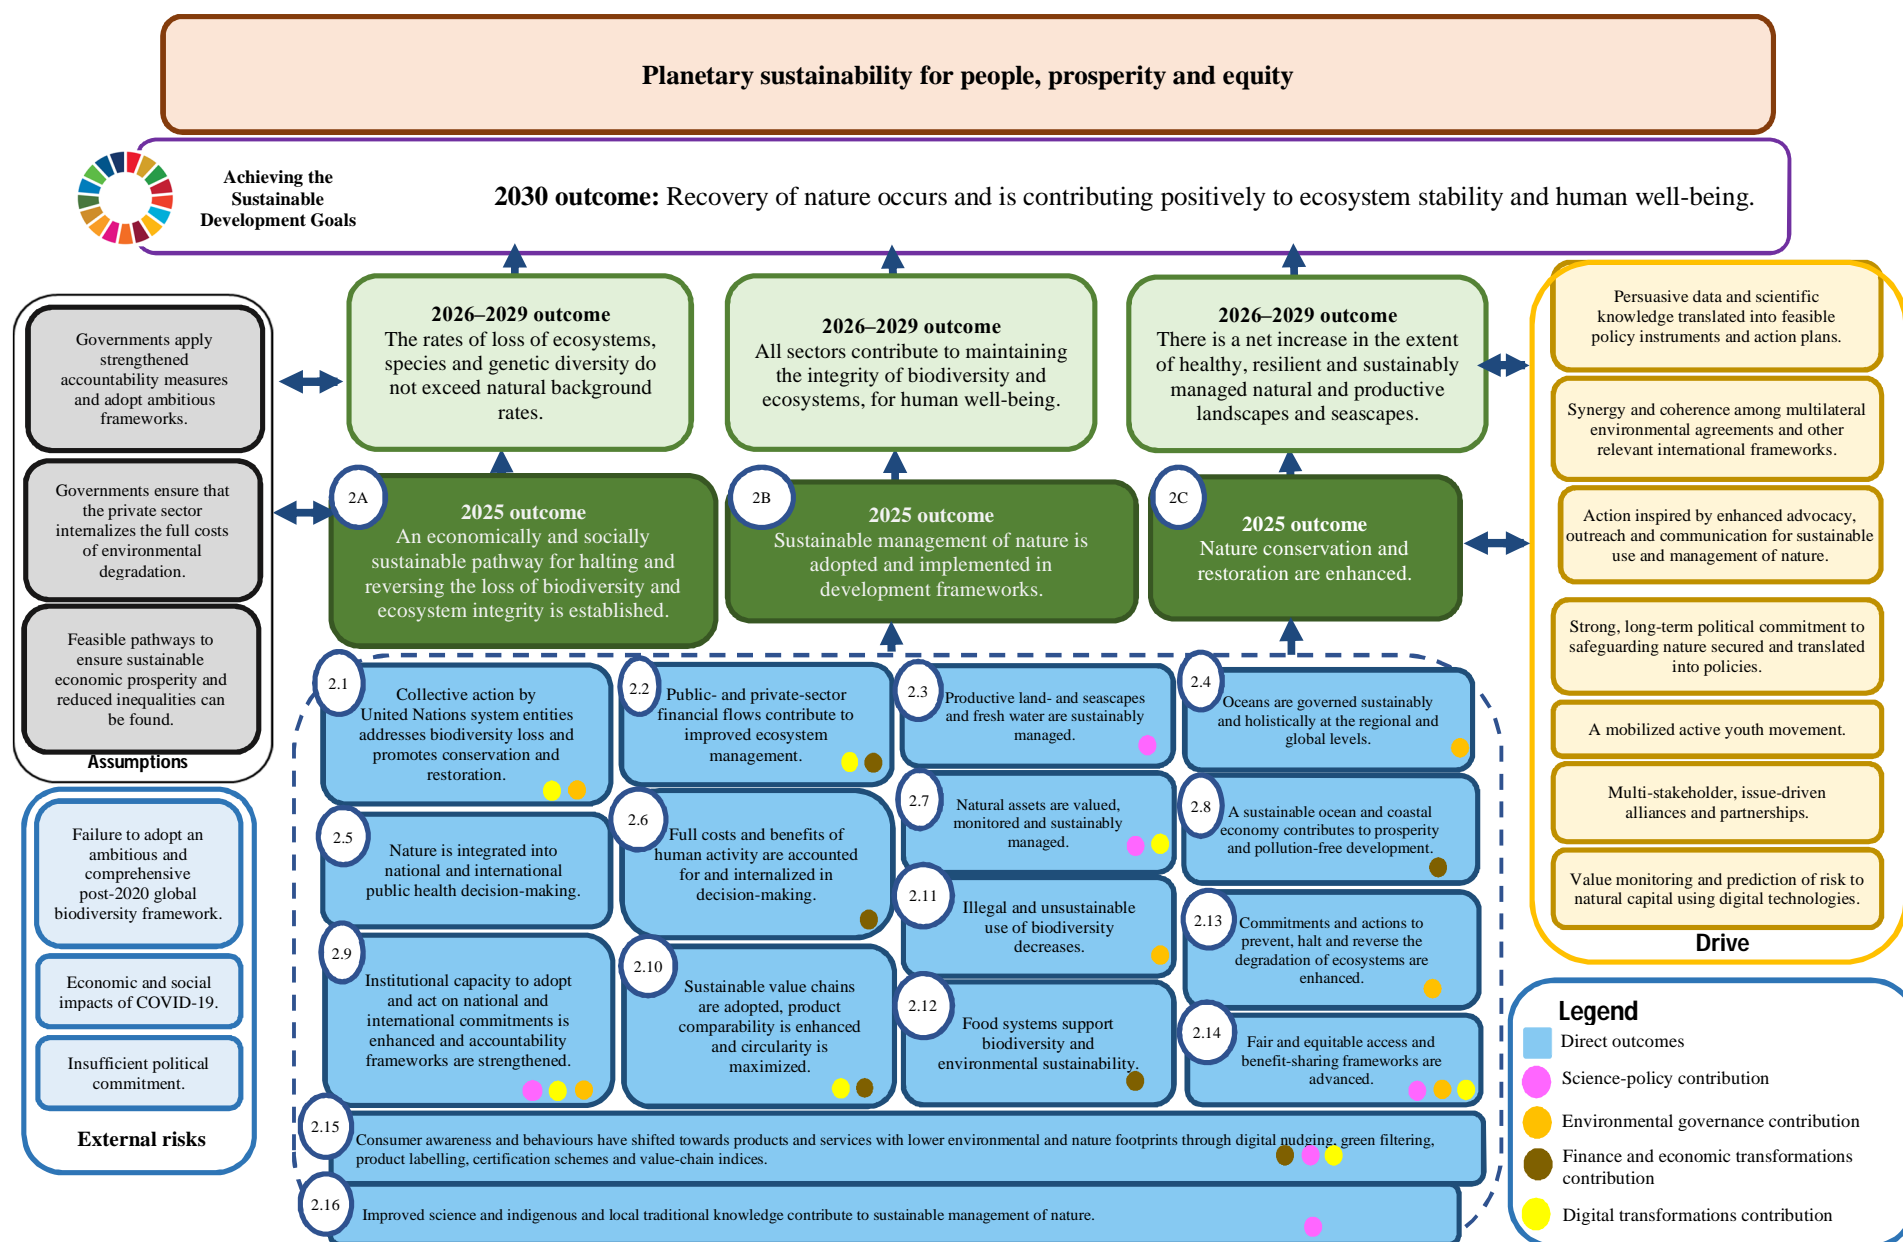 Planetary sustainability for people, prosperity and equity
Achieving the
Sustainable
Development Goals
2030 outcome: Recovery of nature occurs and is contributing positively to ecosystem stability and human well-being.
Governments apply
strengthened
accountability measures
and adopt ambitious
frameworks.
Governments ensure that
the private sector
internalizes the full costs
of environmental
degradation.
Feasible pathways to
ensure sustainable
economic prosperity and
reduced inequalities can
be found.
Assumptions
Failure to adopt an
ambitious and
comprehensive
post-2020 global
biodiversity framework.
Economic and social
impacts of COVID-19.
Insufficient political
commitment.
External risks
2026–2029 outcome
The rates of loss of ecosystems,
species and genetic diversity do
not exceed natural background
rates.
2026–2029 outcome
All sectors contribute to maintaining
the integrity of biodiversity and
ecosystems, for human well-being.
2026–2029 outcome
There is a net increase in the extent
of healthy, resilient and sustainably
managed natural and productive
landscapes and seascapes.
2A
2025 outcome
An economically and socially
sustainable pathway for halting and
reversing the loss of biodiversity and
ecosystem integrity is established.
2B
2025 outcome
Sustainable management of nature is
adopted and implemented in
development frameworks.
2C
2025 outcome
Nature conservation and
restoration are enhanced.
2.1
Collective action by
United Nations system entities
addresses biodiversity loss and
promotes conservation and
restoration.
2.2
Public- and private-sector
financial flows contribute to
improved ecosystem
management.
2.3
Productive land- and seascapes
and fresh water are sustainably
managed.
2.4
Oceans are governed sustainably
and holistically at the regional and
global levels.
2.5
Nature is integrated into
national and international
public health decision-making.
2.6
Full costs and benefits of
human activity are accounted
for and internalized in
decision-making.
2.7
Natural assets are valued,
monitored and sustainably
managed.
2.8
A sustainable ocean and coastal
economy contributes to prosperity
and pollution-free development.
2.9
Institutional capacity to adopt
and act on national and
international commitments is
enhanced and accountability
frameworks are strengthened.
2.10
Sustainable value chains
are adopted, product
comparability is enhanced
and circularity is
maximized.
2.11
Illegal and unsustainable
use of biodiversity
decreases.
2.12
Food systems support
biodiversity and
environmental sustainability.
2.13
Commitments and actions to
prevent, halt and reverse the
degradation of ecosystems are
enhanced.
2.14
Fair and equitable access and
benefit-sharing frameworks are
advanced.
2.15
Consumer awareness and behaviours have shifted towards products and services with lower environmental and nature footprints through digital nudging, green filtering,
product labelling, certification schemes and value-chain indices.
2.16
Improved science and indigenous and local traditional knowledge contribute to sustainable management of nature.
Persuasive data and scientific
knowledge translated into feasible
policy instruments and action plans.
Synergy and coherence among multilateral
environmental agreements and other
relevant international frameworks.
Action inspired by enhanced advocacy,
outreach and communication for sustainable
use and management of nature.
Strong, long-term political commitment to
safeguarding nature secured and translated
into policies.
A mobilized active youth movement.
Multi-stakeholder, issue-driven
alliances and partnerships.
Value monitoring and prediction of risk to
natural capital using digital technologies.
Drive
Legend
Direct outcomes
Science-policy contribution
Environmental governance contribution
Finance and economic transformations
contribution
Digital transformations contribution